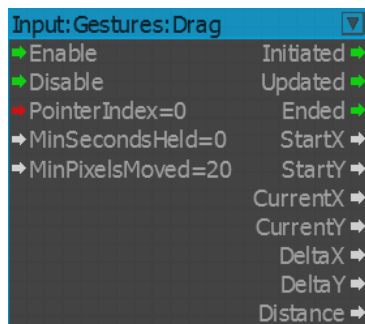 Input:Gestures:Drag
Enable Initiated
Disable Updated
PointerIndex=0 Ended
MinSecondsHeld=0 StartX
MinPixelsMoved=20 StartY
CurrentX
CurrentY
DeltaX
DeltaY
Distance